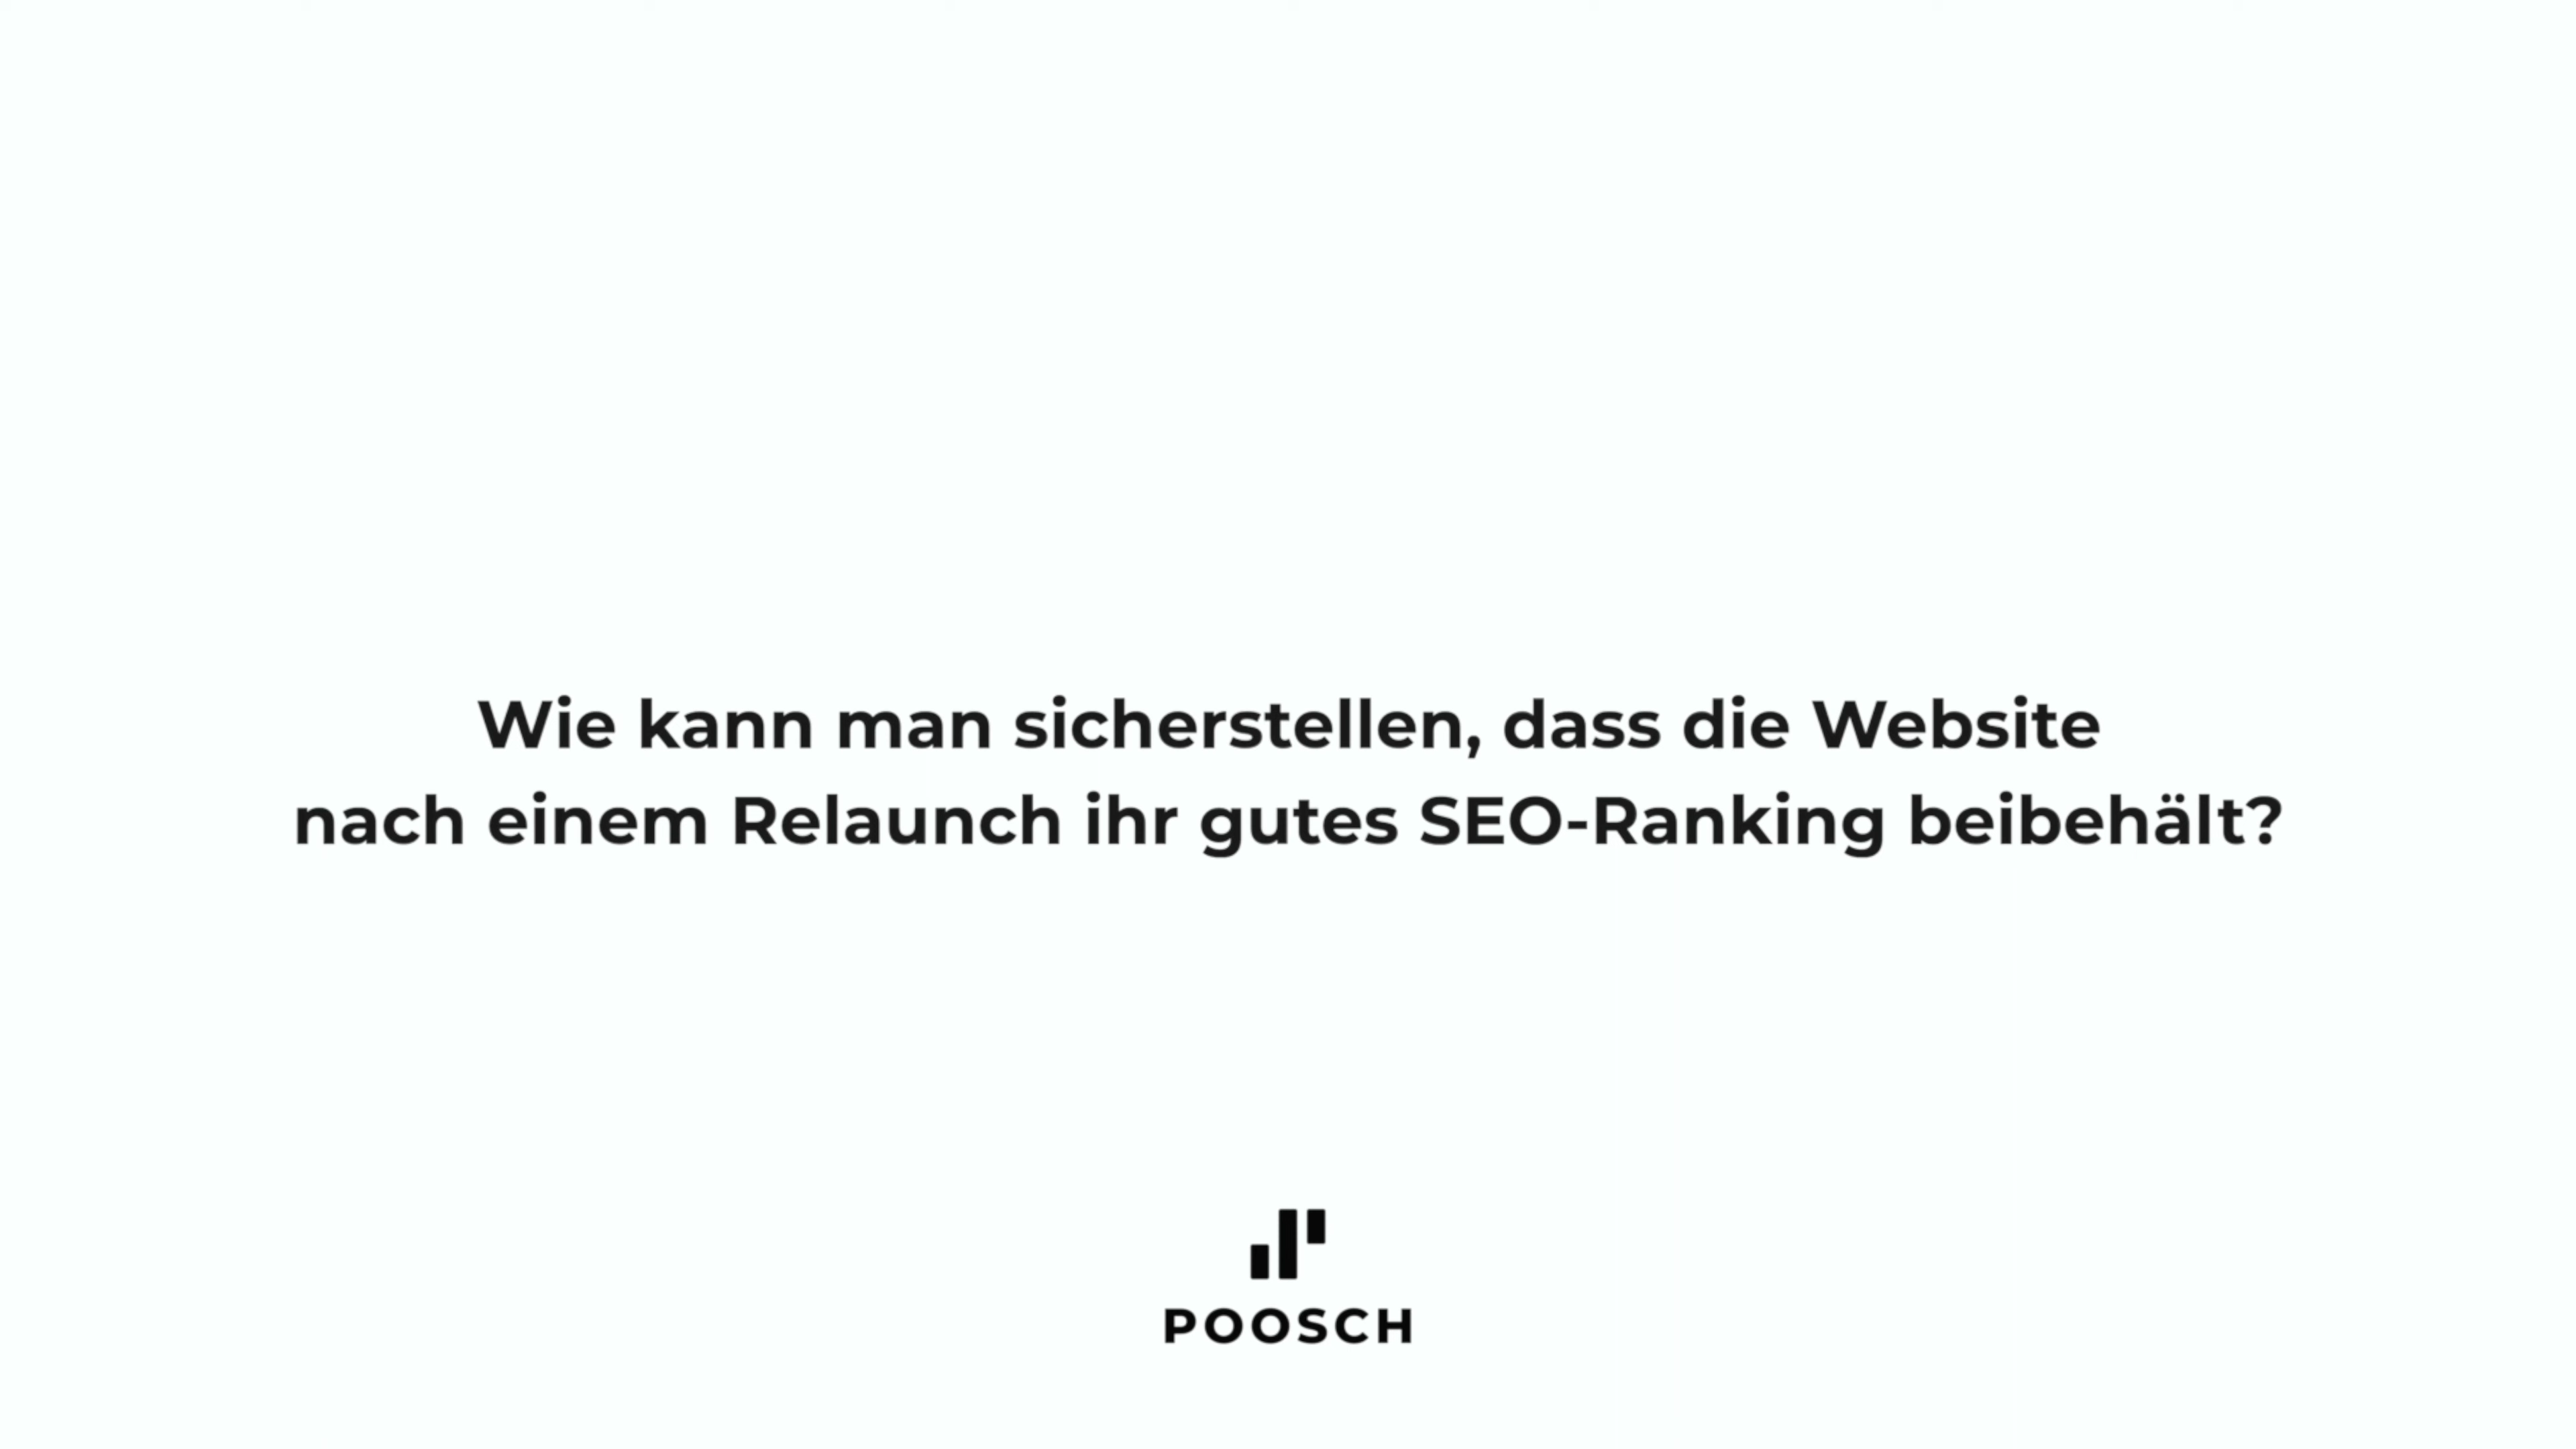 Wie kann man sicherstellen, dass die Website
nach einem Relaunch ihr gutes SEO-Ranking beibehält?
POOSCH